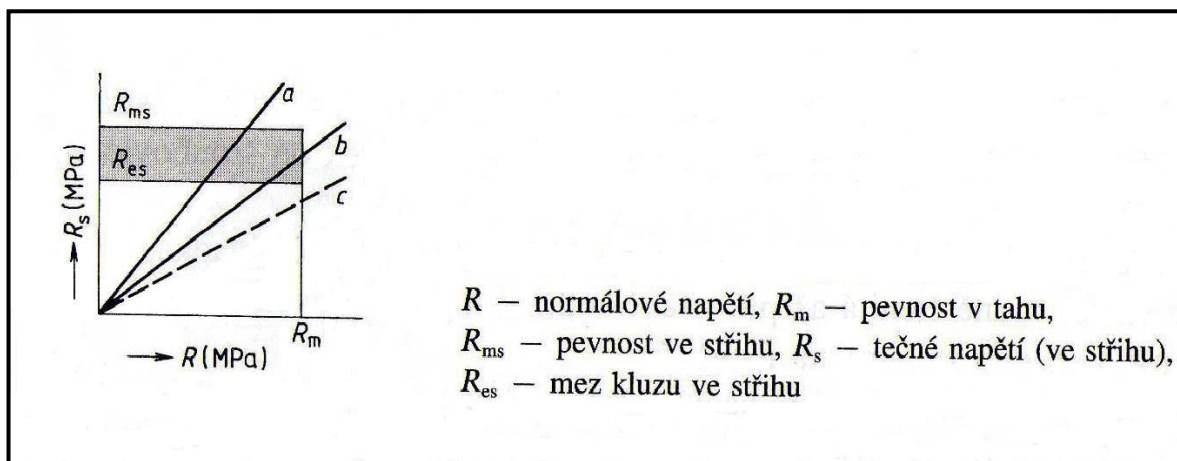 R_ms
a
b
R_es
c
R_s (MPa)
R_m
R (MPa)
R – normálové napětí, R_m – pevnost v tahu,
R_ms – pevnost ve střihu, R_s – tečné napětí (ve střihu),
R_es – mez kluzu ve střihu